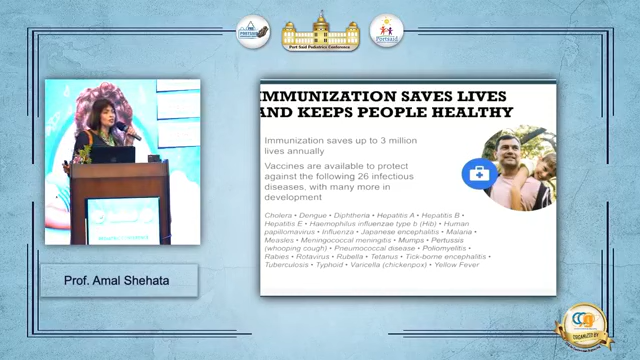 Port Said Pediatrics Conference
Portsaid
IMMUNIZATION SAVES LIVES
AND KEEPS PEOPLE HEALTHY
Immunization saves up to 3 million
lives annually
Vaccines are available to protect
against the following 26 infectious
diseases, with many more in
development
Cholera • Dengue • Diphtheria • Hepatitis A • Hepatitis B •
Hepatitis E • Haemophilus influenzae type b (Hib) • Human
papillomavirus • Influenza • Japanese encephalitis • Malaria •
Measles • Meningococcal meningitis • Mumps • Pertussis
(whooping cough) • Pneumococcal disease • Poliomyelitis •
Rabies • Rotavirus • Rubella • Tetanus • Tick-borne encephalitis •
Tuberculosis • Typhoid • Varicella (chickenpox) • Yellow Fever
Prof. Amal Shehata
ORGANIZED BY